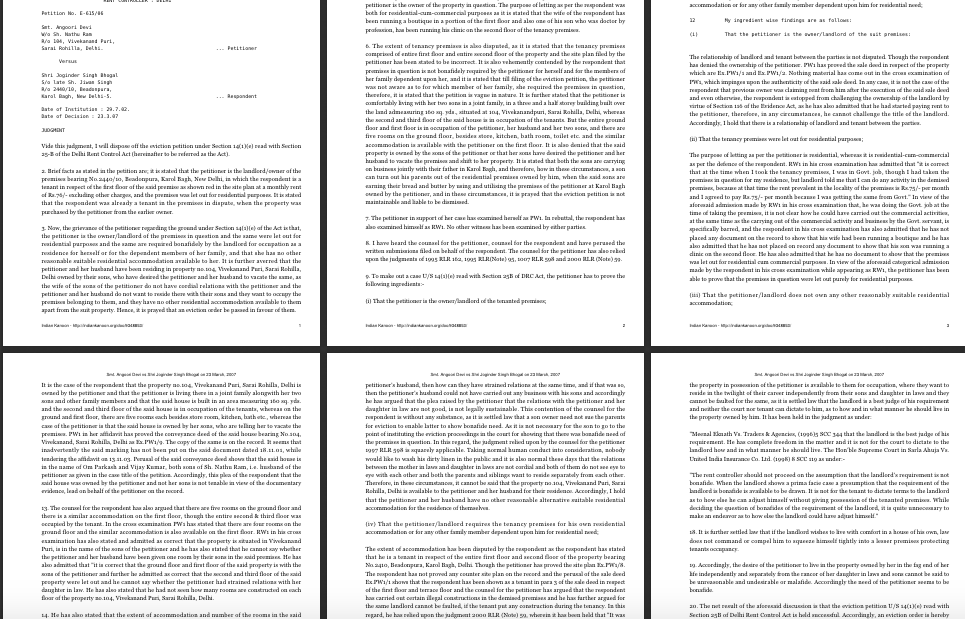 RENT CONTROLLER : DELHI
Petition No. E-615/06
Smt. Angoori Devi
W/o Sh. Nathu Ram
R/o 104, Vivekanand Puri,
Sarai Rohilla, Delhi. ... Petitioner
Versus
Shri Joginder Singh Bhogal
S/o late Sh. Jiwan Singh
R/o 2440/10, Beadonpura,
Karol Bagh, New Delhi-5. ... Respondent
Date of Institution : 29.7.02.
Date of Decision : 23.3.07
JUDGMENT
Vide this judgment, I will dispose off the eviction petition under Section 14(1)(e) read with Section
25-B of the Delhi Rent Control Act (hereinafter to be referred as the Act).
2. Brief facts as stated in the petition are; it is stated that the petitioner is the landlord/owner of the
premises bearing No.2440/10, Beadonpura, Karol Bagh, New Delhi, in which the respondent is a
tenant in respect of the first floor of the said premise as shown red in the site plan at a monthly rent
of Rs.76/- excluding other charges, and the premises was let out for residential purposes. It is stated
that the respondent was already a tenant in the premises in dispute, when the property was
purchased by the petitioner from the earlier owner.
3. Now, the grievance of the petitioner regarding the ground under Section 14(1)(e) of the Act is that,
the petitioner is the owner/landlord of the premises in question and the same were let out for
residential purposes and the same are required bonafidely by the landlord for occupation as a
residence for herself or for the dependent members of her family, and that she has no other
reasonable suitable residential accommodation available to her. It is further averred that the
petitioner and her husband have been residing in property no.104, Vivekanand Puri, Sarai Rohilla,
Delhi owned by their sons, who have desired the petitioner and her husband to vacate the same, as
the wife of the sons of the petitioner do not have cordial relations with the petitioner and the
petitioner and her husband do not want to reside there with their sons and they want to occupy the
premises belonging to them, and they have no other residential accommodation available to them
apart from the suit property. Hence, it is prayed that an eviction order be passed in favour of them.
Indian Kanoon - http://indiankanoon.org/doc/ 1
petitioner is the owner of the property in question. The purpose of letting as per the respondent was
both for residential-cum-commercial purposes as it is stated that the wife of the respondent has
been running a boutique in a portion of the first floor and also one of his son who was doctor by
profession, has been running his clinic on the second floor of the tenancy premises.
6. The extent of tenancy premises is also disputed, as it is stated that the tenancy premises
comprised of entire first floor and entire second floor of the property and the site plan filed by the
petitioner has been stated to be incorrect. It is also vehemently contended by the respondent that
premises in question is not bonafidely required by the petitioner for herself and for the members of
her family dependent upon her, and it is stated that till filing of the eviction petition, the petitioner
was not aware as to for which member of her family, she required the premises in question,
therefore, it is stated that the petition is vague in nature. It is further stated that the petitioner is
comfortably living with her two sons in a joint family, in a three and a half storey building built over
the land admeasuring 160 sq. yds., situated at 104, Vivekanandpuri, Sarai Rohilla, Delhi, whereas
the second and third floor of the said house is in occupation of the tenants. But the entire ground
floor and first floor is in occupation of the petitioner, her husband and her two sons, and there are
five rooms on the ground floor, besides store, kitchen, bath room, toilet etc. and the similar
accommodation is available with the petitioner on the first floor. It is also denied that the said
property is owned by the sons of the petitioner or that her sons have desired the petitioner and her
husband to vacate the premises and shift to her property. It is stated that both the sons are carrying
on business jointly with their father in Karol Bagh, and therefore, how in these circumstances, a son
can turn out his parents out of the residential premises owned by him, when the said sons are
earning their bread and butter by using and utilising the premises of the petitioner at Karol Bagh
owned by the petitioner, and in these circumstances, it is prayed that the eviction petition is not
maintainable and liable to be dismissed.
7. The petitioner in support of her case has examined herself as PW1. In rebuttal, the respondent has
also examined himself as RW1. No other witness has been examined by either parties.
8. I have heard the counsel for the petitioner, counsel for the respondent and have perused the
written submissions filed on behalf of the respondent. The counsel for the respondent has also relied
upon the judgments of 1995 RLR 162, 1995 RLR(Note) 95, 1997 RLR 598 and 2000 RLR (Note) 59.
9. To make out a case U/S 14(1)(e) read with Section 25B of DRC Act, the petitioner has to prove the
following ingredients:-
(i) That the petitioner is the owner/landlord of the tenanted premises;
Indian Kanoon - http://indiankanoon.org/doc/ 2
accommodation or for any other family member dependent upon her for residential need;
12 My ingredient wise findings are as follows:
(i) That the petitioner is the owner/landlord of the suit premises:
The relationship of landlord and tenant between the parties is not disputed. Though the respondent
has denied the ownership of the petitioner. PW1 has proved the sale deed in respect of the property
which are Ex.PW1/1 and Ex.PW1/2. Nothing material has come out in the cross examination of
PW1, which impinges upon the authenticity of the said sale deed. In any case, it is not the case of the
respondent that previous owner was claiming rent from him after the execution of the said sale deed
and even otherwise, the respondent is estopped from challenging the ownership of the landlord by
virtue of Section 116 of the Evidence Act, as he has also admitted that he had started paying rent to
the petitioner, therefore, in any circumstances, he cannot challenge the title of the landlord.
Accordingly, I hold that there is a relationship of landlord and tenant between the parties.
(ii) That the tenancy premises were let out for residential purposes;
The purpose of letting as per the petitioner is residential, whereas it is residential-cum-commercial
as per the defence of the respondent. RW1 in his cross examination has admitted that "it is correct
that at the time when I took the tenancy premises, I was in Govt. job, though I had taken the
premises in question for my residence, but landlord told me that I can do any activity in the demised
premises, because at that time the rent prevalent in the locality of the premises is Rs.75/- per month
and I agreed to pay Rs.75/- per month because I was getting the same from Govt." In view of the
aforesaid admission made by RW1 in his cross examination, that he was doing the Govt. job at the
time of taking the premises, it is not clear how he could have carried out the commercial activities,
at the same time as the carrying of the commercial activity and business by the Govt. servant, is
specifically barred, and the respondent in his cross examination has also admitted that he has not
placed any document on the record to show that his wife had been running a boutique and he has
also admitted that he has not placed on record any document to show that his son was running a
clinic on the second floor. He has also admitted that he has no document to show that the premises
was let out for residential cum commercial purposes. In view of the aforesaid categorical admission
made by the respondent in his cross examination while appearing as RW1, the petitioner has been
able to prove that the premises in question were let out purely for residential purposes.
(iii) That the petitioner/landlord does not own any other reasonably suitable residential
accommodation;
Indian Kanoon - http://indiankanoon.org/doc/ 3
Smt. Angoori Devi vs Shri Joginder Singh Bhogal on 23 March, 2007
It is the case of the respondent that the property no.104, Vivekanand Puri, Sarai Rohilla, Delhi is
owned by the petitioner and that the petitioner is living there in a joint family alongwith her two
sons and other family members and that the said house is built in an area measuring 160 sq. yds.
and the second and third floor of the said house is in occupation of the tenants, whereas on the
ground and first floor, there are five rooms each besides store room, kitchen, bath etc., whereas the
case of the petitioner is that the said house is owned by her sons, who are telling her to vacate the
premises. PW1 in her affidavit has proved the conveyance deed of the said house bearing No.104,
Vivekanand, Sarai Rohilla, Delhi as Ex.PW1/9. The copy of the same is on the record. It seems that
inadvertently the said marking has not been put on the said document dated 18.11.01, while
tendering the affidavit on 25.11.03. Perusal of the said conveyance deed shows that the said house is
in the name of Om Parkash and Vijay Kumar, both sons of Sh. Nathu Ram, i.e. husband of the
petitioner as given in the case title of the petition. Accordingly, this plea of the respondent that the
said house was owned by the petitioner and not her sons is not tenable in view of the documentary
evidence, lead on behalf of the petitioner on the record.
13. The counsel for the respondent has also argued that there are five rooms on the ground floor and
there is a similar accommodation on the first floor, though the entire second & third floor was
occupied by the tenant. In the cross examination PW1 has stated that there are four rooms on the
ground floor and the similar accommodation is also available on the first floor. RW1 in his cross
examination has also stated and admitted as correct that the property is situated in Vivekanand
Puri, is in the name of the sons of the petitioner and he has also stated that he cannot say whether
the petitioner and her husband have been given one room by their sons in the said premises. He has
also admitted that "it is correct that the ground floor and first floor of the said property is with the
sons of the petitioner and further he admitted as correct that the second and third floor of the said
property were let out and he cannot say whether the petitioner had strained relations with her
daughter in law. He has also stated that he had not seen how many rooms are constructed on each
floor of the property no.104, Vivekanand Puri, Sarai Rohilla, Delhi.
14. He has also stated that the extent of accommodation and number of the rooms in the said
Smt. Angoori Devi vs Shri Joginder Singh Bhogal on 23 March, 2007
petitioner's husband, then how can they have strained relations at the same time, and if that was so,
then the petitioner's husband could not have carried out any business with his sons and accordingly
he has argued that the plea raised by the petitioner that the relations with the petitioner and her
daughter in law are not good, is not legally sustainable. This contention of the counsel for the
respondent is without any substance, as it is settled law that a son cannot evict the parents
for eviction to enable latter to show bonafide need. As it is not necessary for the son to go to the
point of instituting the eviction proceedings in the court for showing that there was bonafide need of
the premises in question. In this regard, the judgment relied upon by the counsel for the petitioner
1997 RLR 598 is squarely applicable. Taking normal human conduct into consideration, nobody
would like to wash his dirty linen in the public and it is also normal these days that the relations
between the mother in laws and daughter in laws are not cordial and both of them do not see eye to
eye with each other and both the parents and siblings want to reside separately from each other.
Therefore, in these circumstances, it cannot be said that the property no.104, Vivekanand Puri, Sarai
Rohilla, Delhi is available to the petitioner and her husband for their residence. Accordingly, I hold
that the petitioner and her husband have no other reasonable alternative suitable residential
accommodation for the residence of themselves.
(iv) That the petitioner/landlord requires the tenancy premises for his own residential
accommodation or for any other family member dependent upon him for residential need;
The extent of accommodation has been disputed by the respondent as the respondent has stated
that he is a tenant in respect of the entire first floor and second floor of the property bearing
No.2410, Beadonpura, Karol Bagh, Delhi. Though the petitioner has proved the site plan Ex.PW1/8.
The respondent has not proved any counter site plan on the record and the perusal of the sale deed
Ex.PW1/1 shows that the respondent has been shown as a tenant in para 3 of the sale deed in respect
of the first floor and terrace floor and the counsel for the petitioner has argued that the respondent
has carried out certain illegal constructions in the demised premises and he has further argued for
the same landlord cannot be faulted, if the tenant put any construction during the tenancy. In this
regard, he has relied upon the judgment 2000 RLR (Note) 59, wherein it has been held that "It was
Smt. Angoori Devi vs Shri Joginder Singh Bhogal on 23 March, 2007
the property in possession of the petitioner is available to them for occupation, where they want to
reside in the twilight of their career independently from their sons and daughter in laws and they
cannot be faulted for the same, as it is settled law that the landlord is a best judge of his requirement
and neither the court nor tenant can dictate to him, as to how and in what manner he should live in
the property owned by him. It has been held in the judgment as under:
"Meenal Eknath Vs. Traders & Agencies, (1996)5 SCC 344 that the landlord is the best judge of his
requirement. He has complete freedom in the matter and it is not for the court to dictate to the
landlord how and in what manner he should live. The Hon'ble Supreme Court in Sarla Ahuja Vs.
United India Insurance Co. Ltd. (1998) 8 SCC 119 as under:-
"The rent controller should not proceed on the assumption that the landlord's requirement is not
bonafide. When the landlord shows a prima facie case a presumption that the requirement of the
landlord is bonafide is available to be drawn. It is not for the tenant to dictate terms to the landlord
as to how else he can adjust himself without giving possession of the tenanted premises. While
deciding the question of bonafides of the requirement of the landlord, it is quite unnecessary to
make an endeavor as to how else the landlord could have adjust himself."
18. It is further settled law that if the landlord wishes to live with comfort in a house of his own, law
does not command or compel him to squeeze himself tightly into a lesser premises protecting
tenants occupancy.
19. Accordingly, the desire of the petitioner to live in the property owned by her in the fag end of her
life independently and separately from the rancor of her daughter in laws and sons cannot be said to
be unreasonable and undesirable or malafide. Accordingly the need of the petitioner seems to be
bonafide.
20. The net result of the aforesaid discussion is that the eviction petition U/S 14(1)(e) read with
Section 25B of Delhi Rent Control Act is held successful. Accordingly, an eviction order is hereby